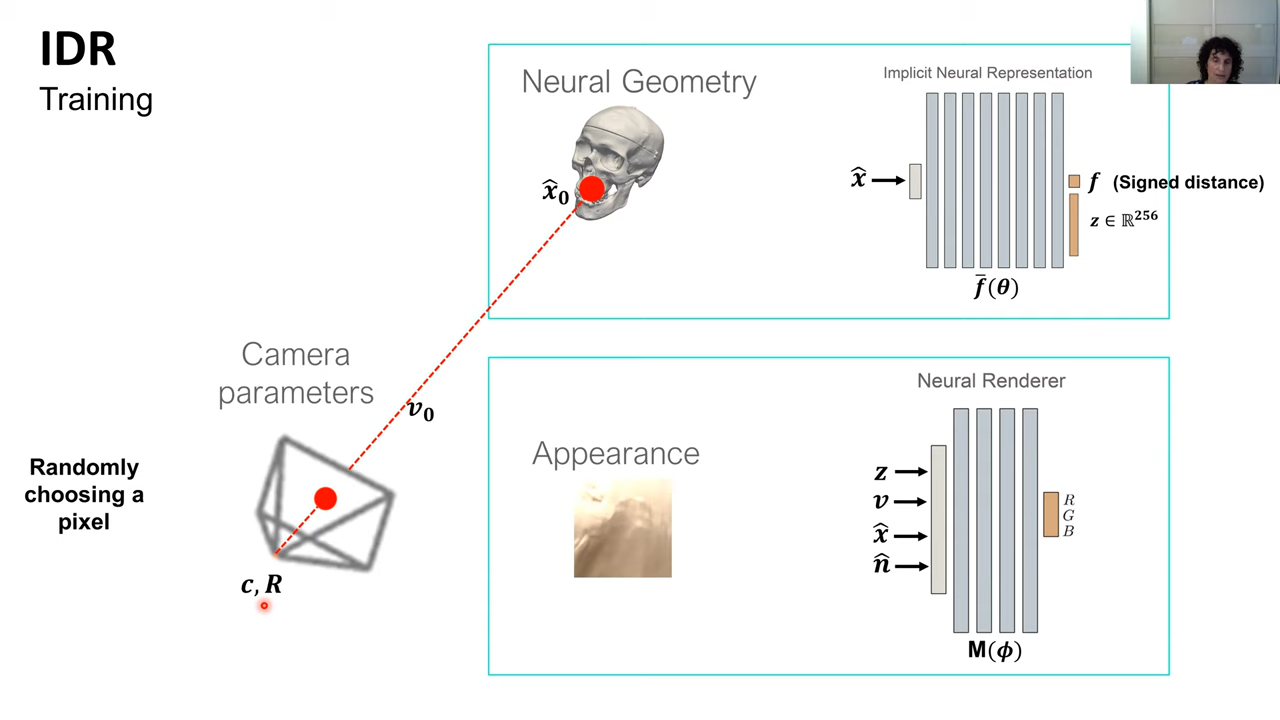 IDR
Training
Neural Geometry
Implicit Neural Representation
x̂₀
x̂
f (Signed distance)
z ∈ ℝ²⁵⁶
f̄(θ)
Camera
parameters
v₀
Randomly
choosing a
pixel
c, R
Appearance
Neural Renderer
z
v
x̂
n̂
R
G
B
M(ϕ)